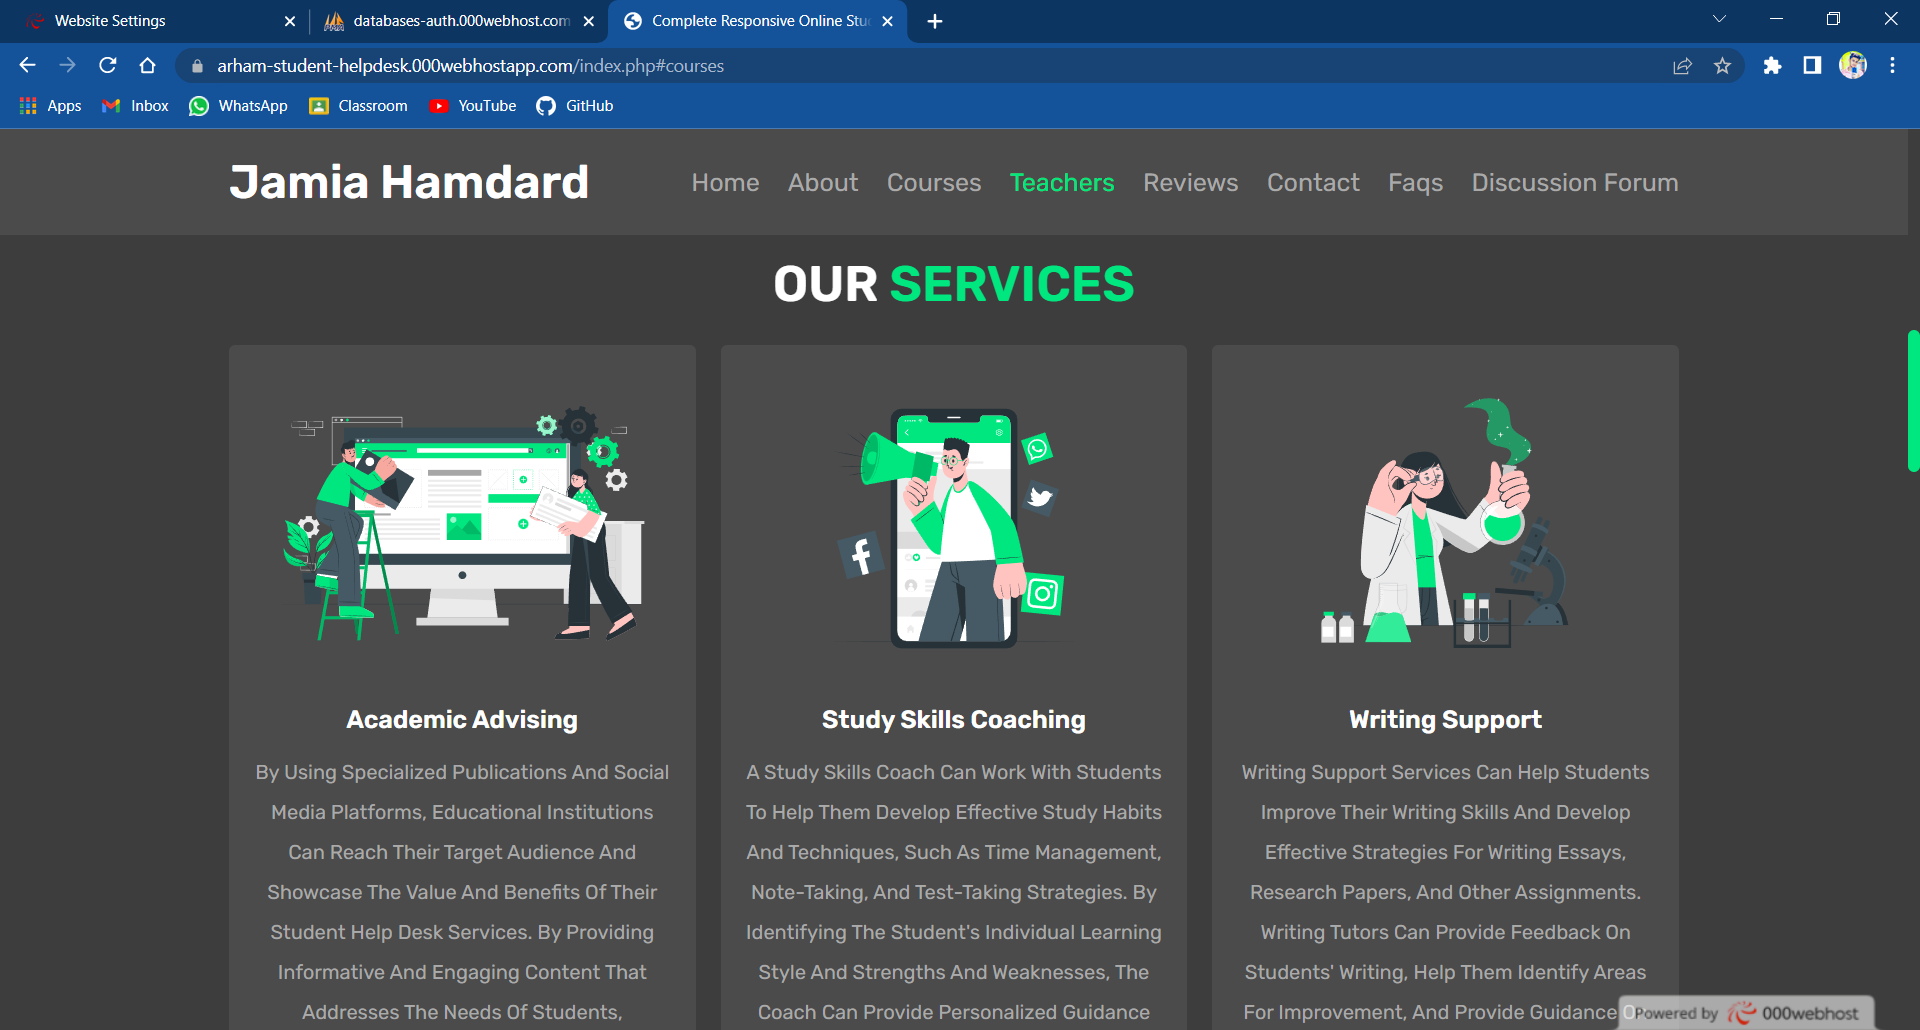 Website Settings
databases-auth.000webhost.com
Complete Responsive Online Stu
arham-student-helpdesk.000webhostapp.com/index.php#courses
Apps Inbox WhatsApp Classroom YouTube GitHub
Jamia Hamdard
Home About Courses Teachers Reviews Contact Faqs Discussion Forum
OUR SERVICES
Academic Advising
By Using Specialized Publications And Social
Media Platforms, Educational Institutions
Can Reach Their Target Audience And
Showcase The Value And Benefits Of Their
Student Help Desk Services. By Providing
Informative And Engaging Content That
Addresses The Needs Of Students,
Study Skills Coaching
A Study Skills Coach Can Work With Students
To Help Them Develop Effective Study Habits
And Techniques, Such As Time Management,
Note-Taking, And Test-Taking Strategies. By
Identifying The Student's Individual Learning
Style And Strengths And Weaknesses, The
Coach Can Provide Personalized Guidance
Writing Support
Writing Support Services Can Help Students
Improve Their Writing Skills And Develop
Effective Strategies For Writing Essays,
Research Papers, And Other Assignments.
Writing Tutors Can Provide Feedback On
Students' Writing, Help Them Identify Areas
For Improvement, And Provide Guidance
Powered by 000webhost